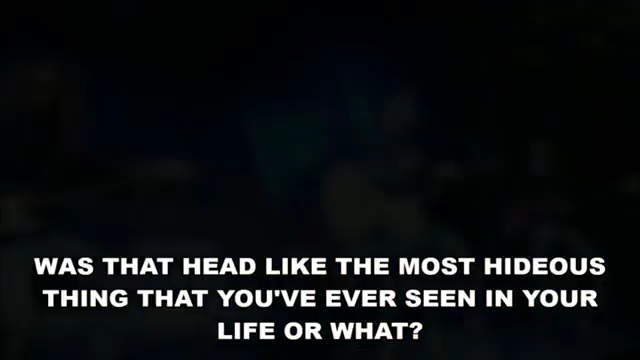 WAS THAT HEAD LIKE THE MOST HIDEOUS
THING THAT YOU'VE EVER SEEN IN YOUR
LIFE OR WHAT?